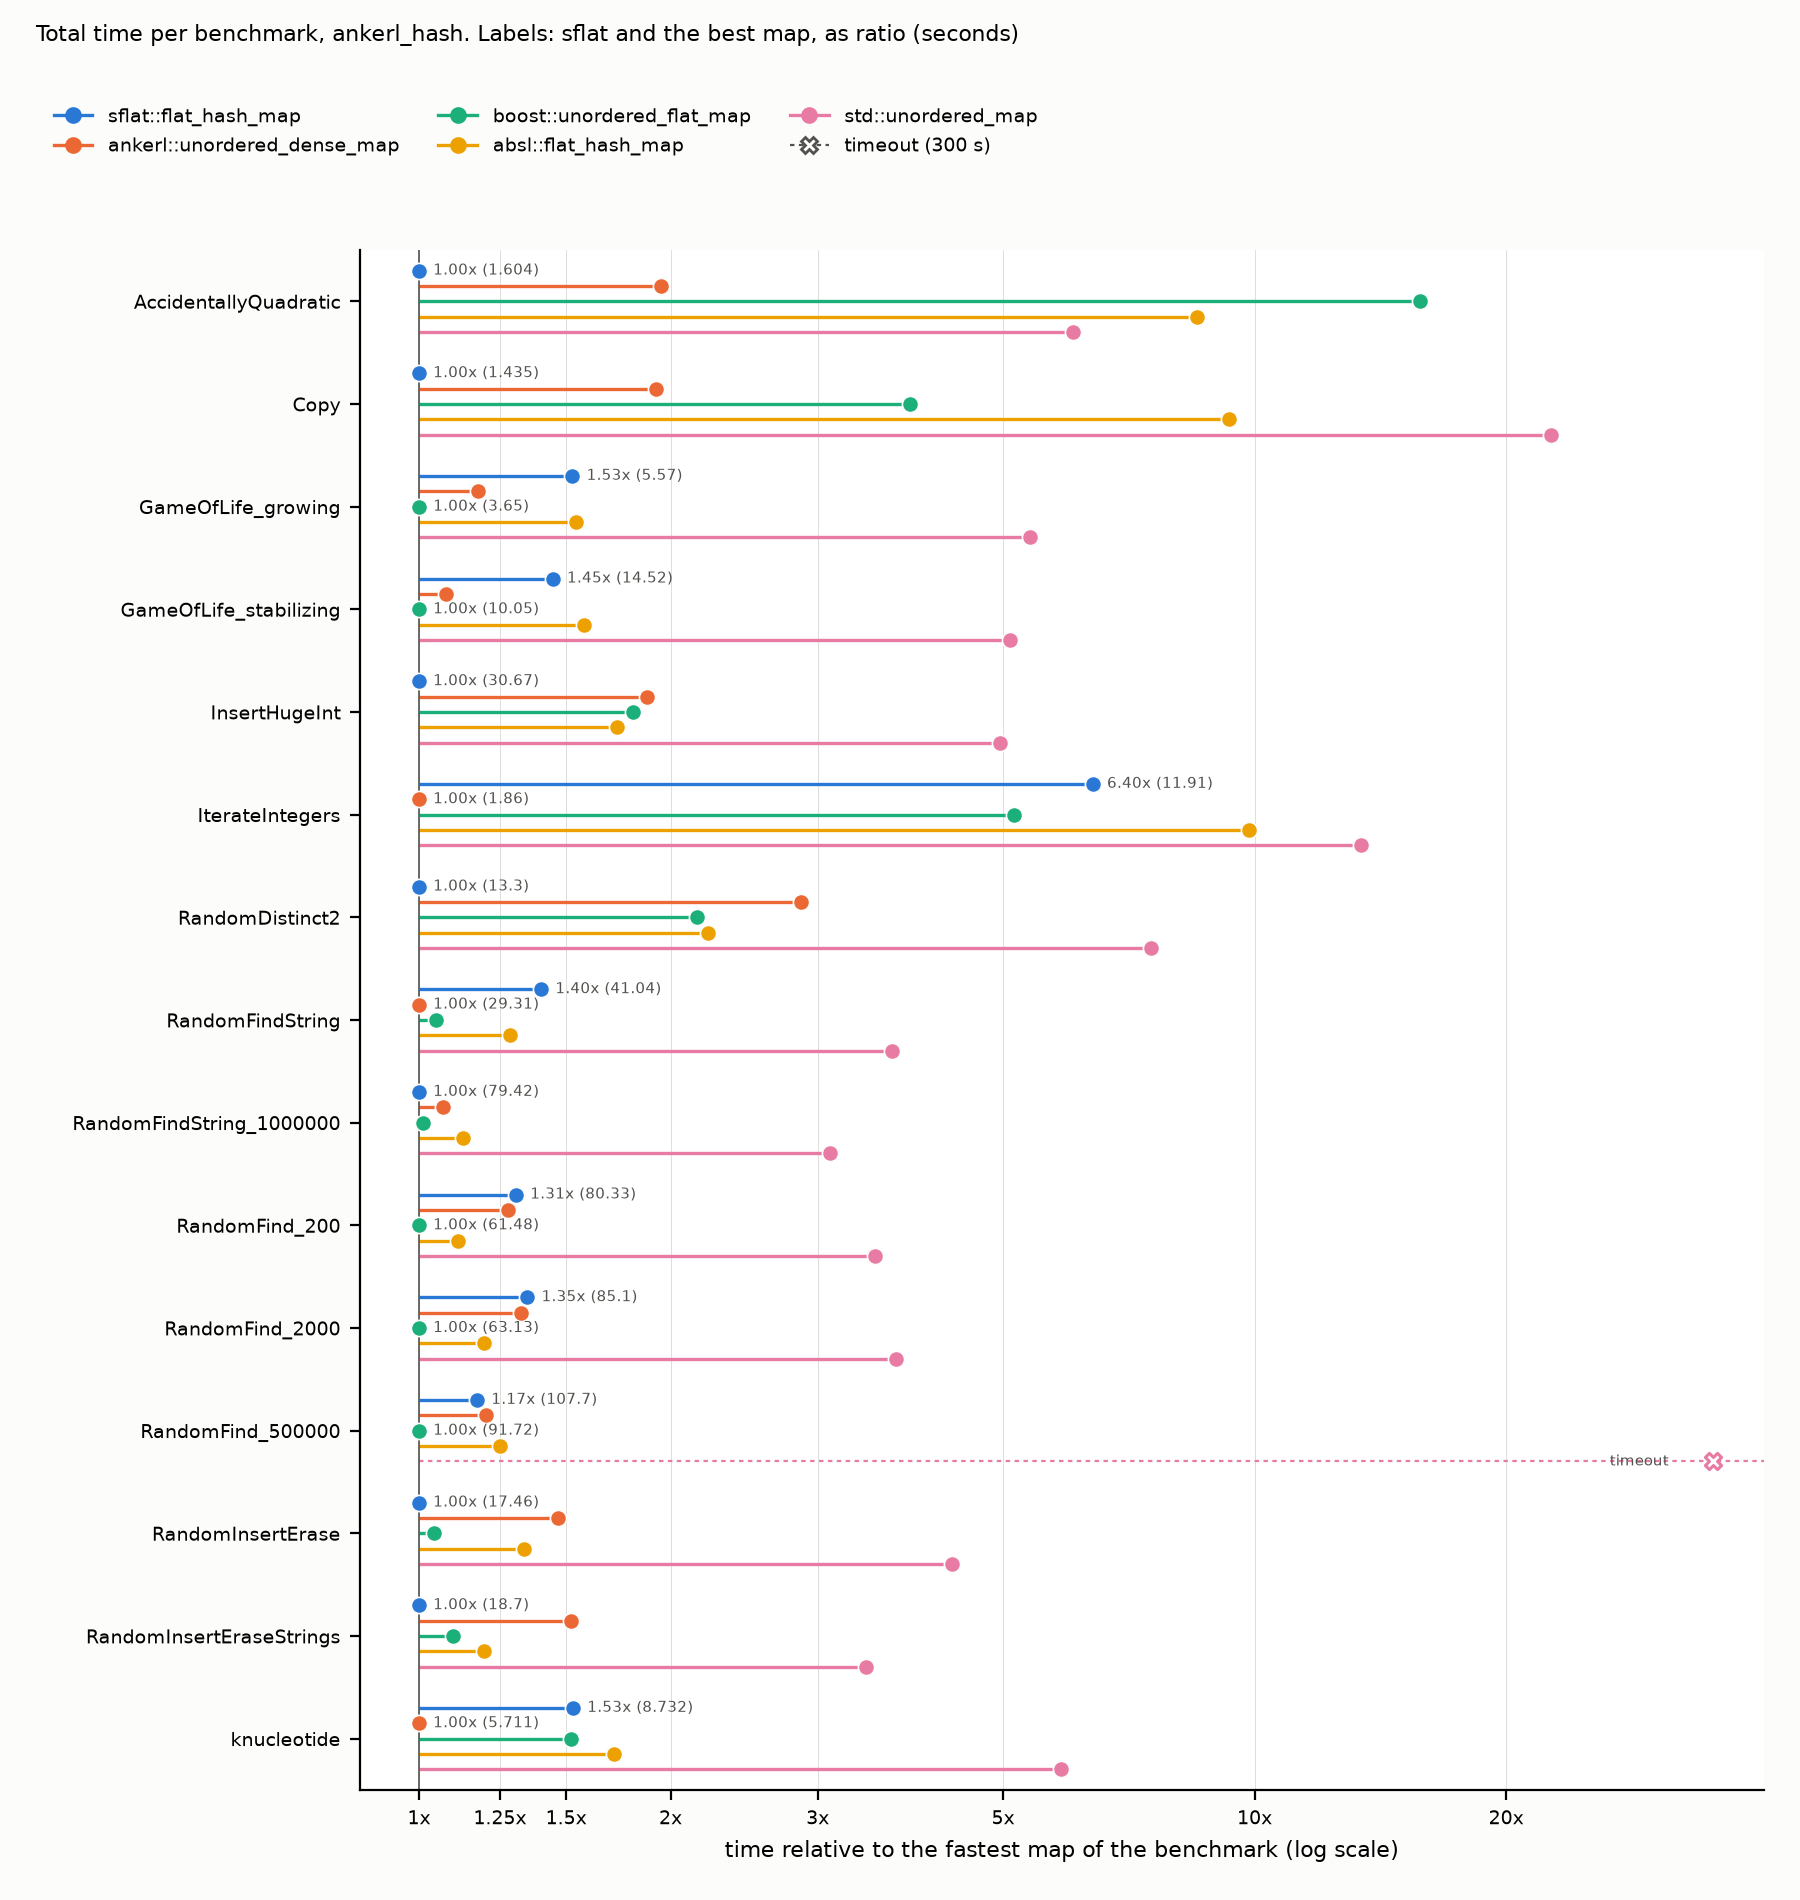 Total time per benchmark, ankerl_hash. Labels: sflat and the best map, as ratio (seconds)
sflat::flat_hash_map
ankerl::unordered_dense_map
boost::unordered_flat_map
absl::flat_hash_map
std::unordered_map
timeout (300 s)
AccidentallyQuadratic
1.00x (1.604)
Copy
1.00x (1.435)
GameOfLife_growing
1.53x (5.57)
1.00x (3.65)
GameOfLife_stabilizing
1.45x (14.52)
1.00x (10.05)
InsertHugeInt
1.00x (30.67)
IterateIntegers
6.40x (11.91)
1.00x (1.86)
RandomDistinct2
1.00x (13.3)
RandomFindString
1.40x (41.04)
1.00x (29.31)
RandomFindString_1000000
1.00x (79.42)
RandomFind_200
1.31x (80.33)
1.00x (61.48)
RandomFind_2000
1.35x (85.1)
1.00x (63.13)
RandomFind_500000
1.17x (107.7)
1.00x (91.72)
timeout
RandomInsertErase
1.00x (17.46)
RandomInsertEraseStrings
1.00x (18.7)
knucleotide
1.53x (8.732)
1.00x (5.711)
1x 1.25x 1.5x 2x 3x 5x 10x 20x
time relative to the fastest map of the benchmark (log scale)